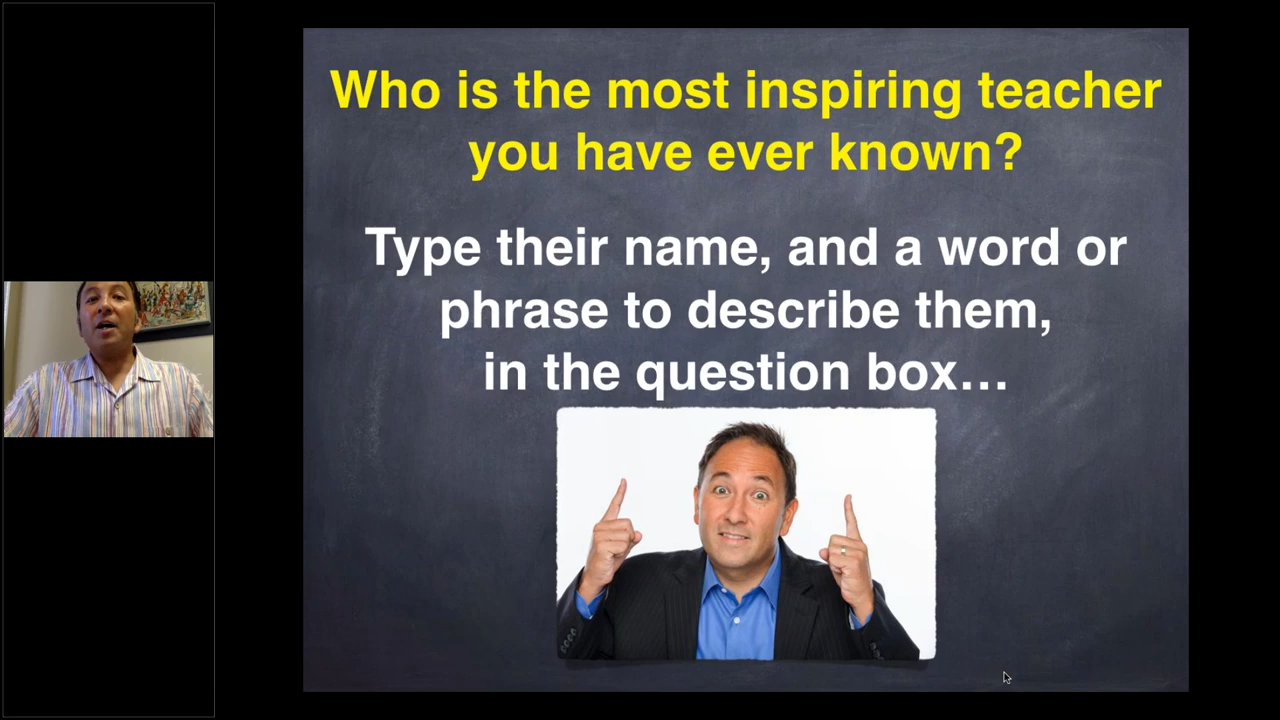 Who is the most inspiring teacher
you have ever known?
Type their name, and a word or
phrase to describe them,
in the question box…